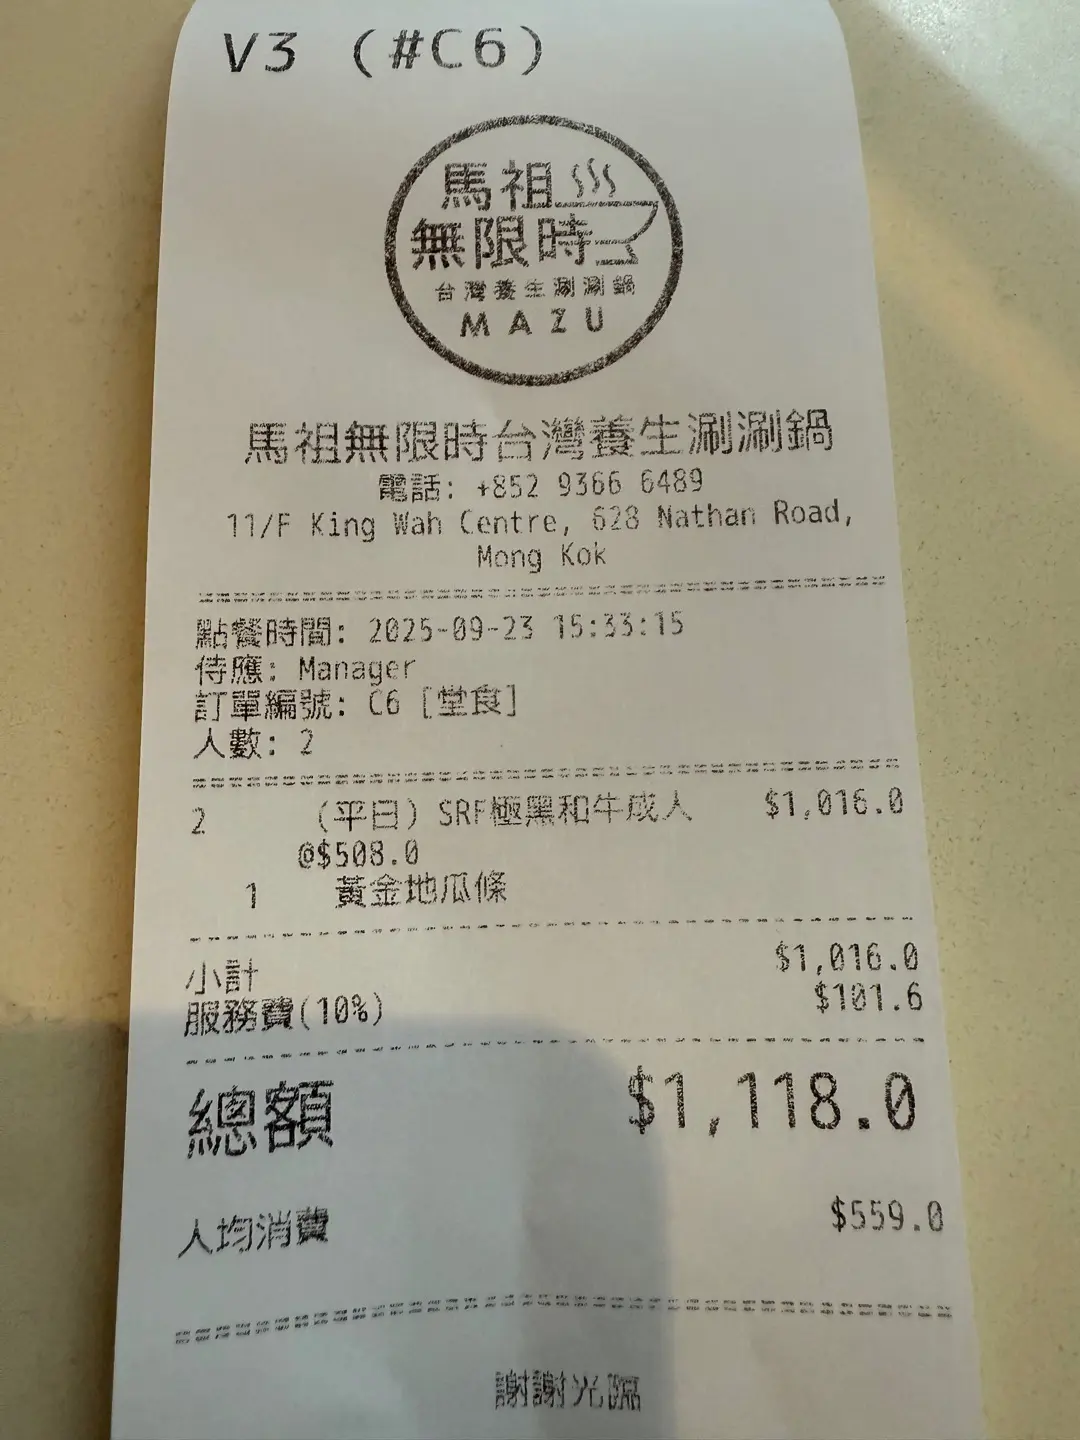 V3 (#C6)
馬祖
無限時
台灣養生涮涮鍋
MAZU
馬祖無限時台灣養生涮涮鍋
電話: +852 9366 6489
11/F King Wah Centre, 628 Nathan Road,
Mong Kok
點餐時間: 2025-09-23 15:33:15
侍應: Manager
訂單編號: C6 [堂食]
人數: 2
2 (平日) SRF極黑和牛成人 $1,016.0
@$508.0
1 黃金地瓜條
小計 $1,016.0
服務費(10%) $101.6
總額 $1,118.0
人均消費 $559.0
謝謝光臨